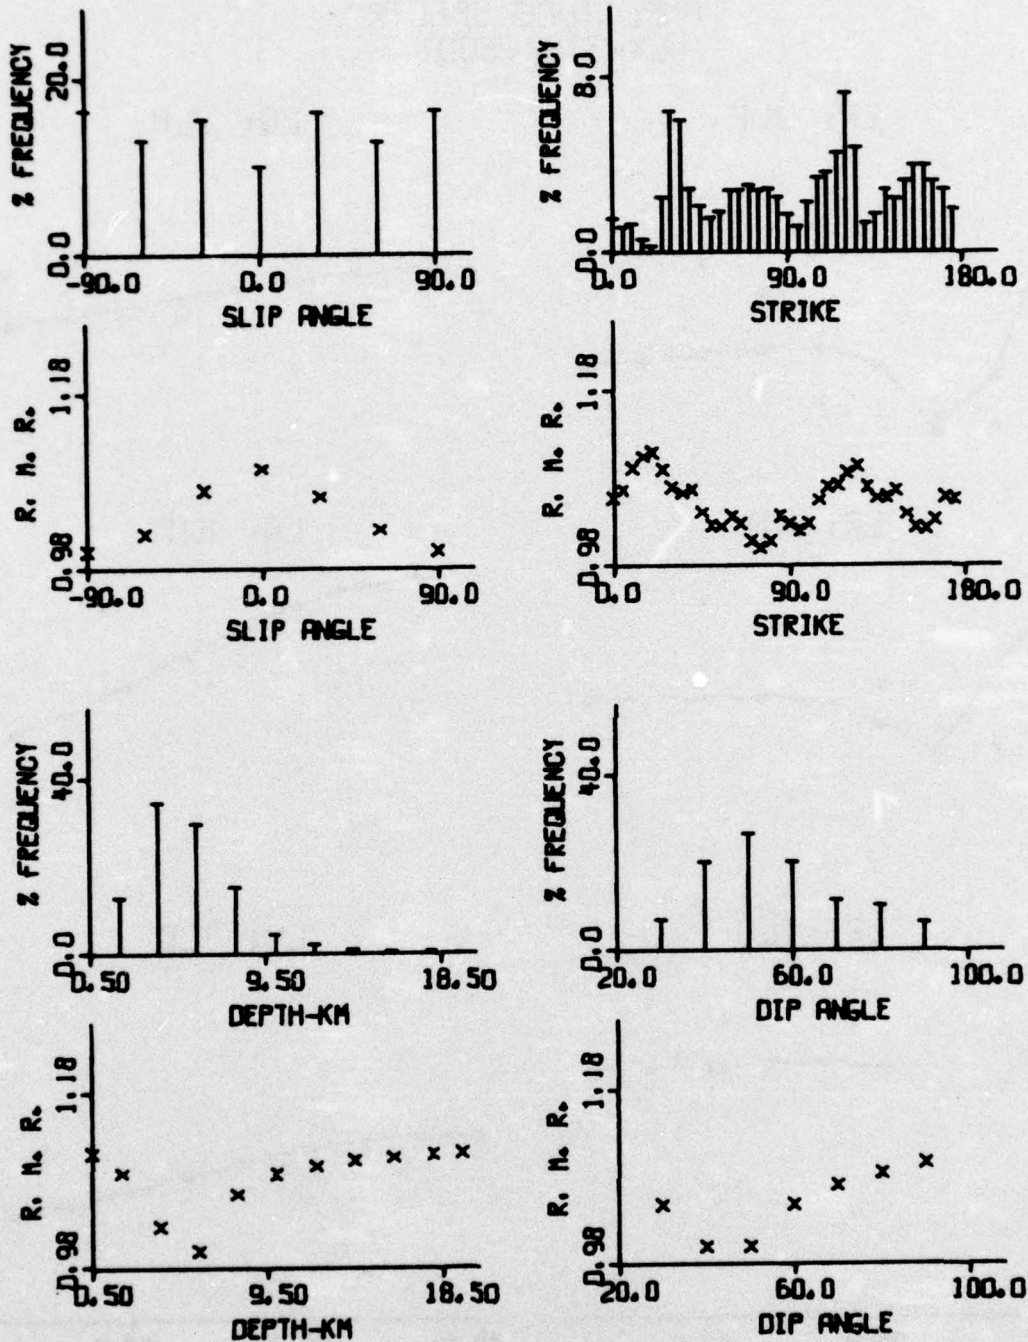 % FREQUENCY
20.0
0.0
-90.0 0.0 90.0
SLIP ANGLE
% FREQUENCY
8.0
0.0
0.0 90.0 180.0
STRIKE
R. M. R.
1.18
0.98
-90.0 0.0 90.0
SLIP ANGLE
R. M. R.
1.18
0.98
0.0 90.0 180.0
STRIKE
% FREQUENCY
40.0
0.0
0.50 9.50 18.50
DEPTH-KM
% FREQUENCY
40.0
0.0
20.0 60.0 100.0
DIP ANGLE
R. M. R.
1.18
0.98
0.50 9.50 18.50
DEPTH-KM
R. M. R.
1.18
0.98
20.0 60.0 100.0
DIP ANGLE